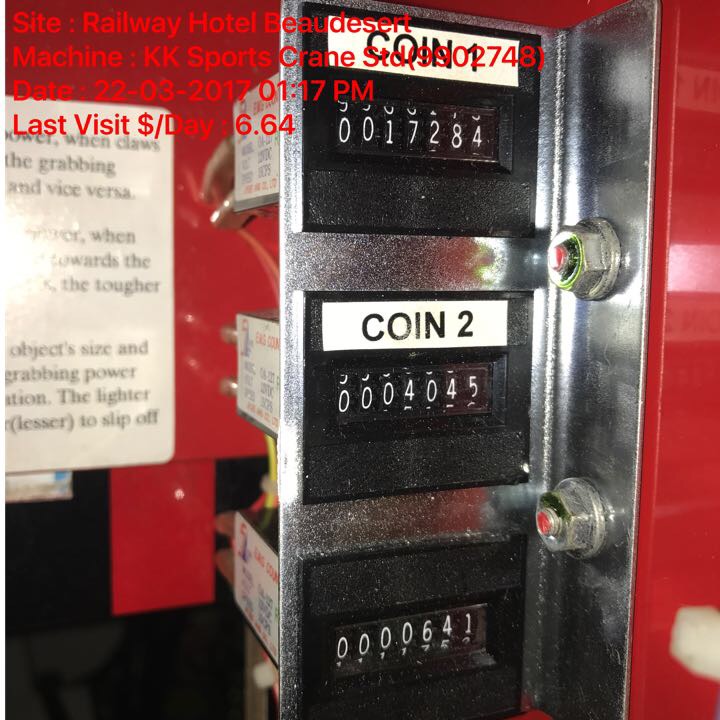 Site : Railway Hotel Beaudesert
Machine : KK Sports Crane Std(9902748)
Date : 22-03-2017 01:17 PM
Last Visit $/Day : 6.64
COIN 1
0017284
COIN 2
0004045
0000641
power, when claws
the grabbing
and vice versa.
power, when
towards the
, the tougher
object's size and
grabbing power
ation. The lighter
r(lesser) to slip off